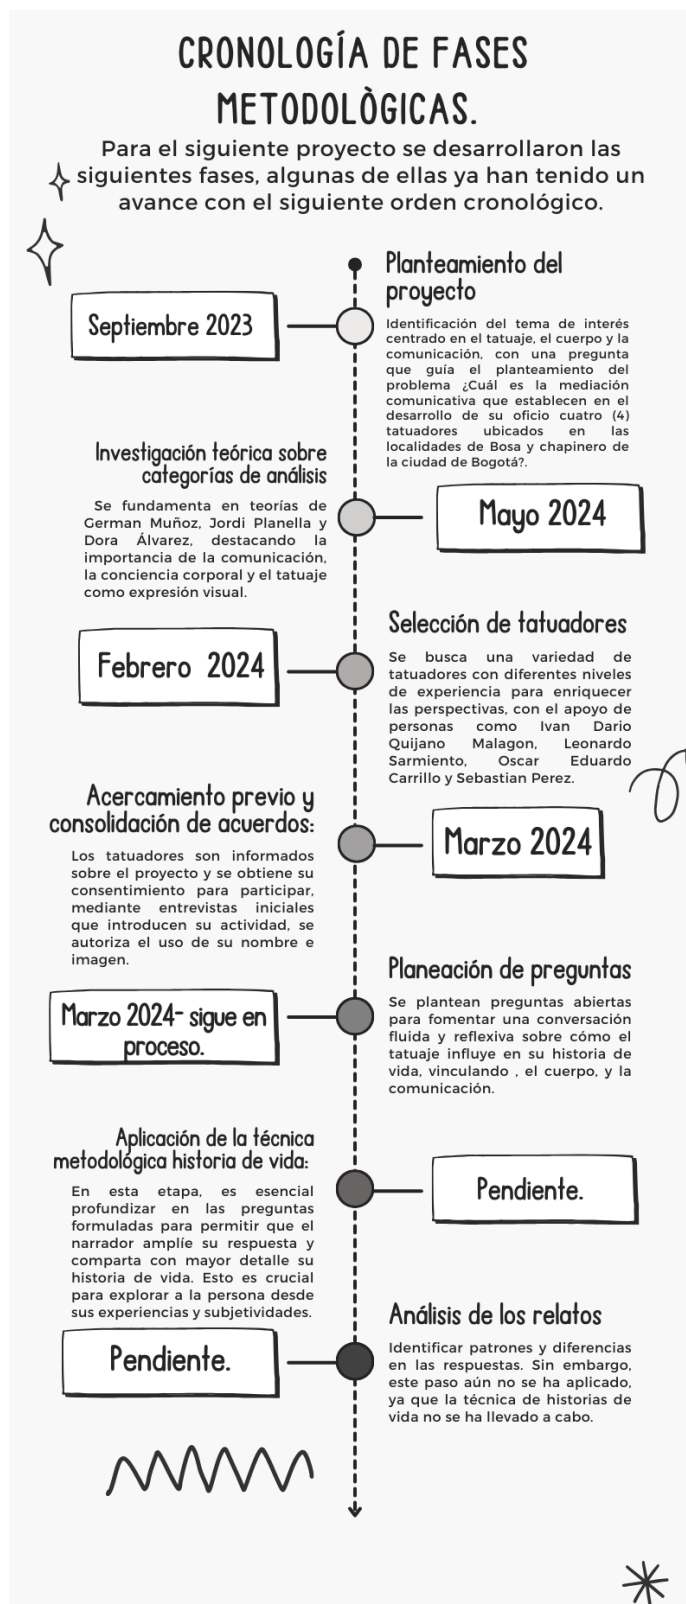 CRONOLOGÍA DE FASES
METODOLÒGICAS.
Para el siguiente proyecto se desarrollaron las
siguientes fases, algunas de ellas ya han tenido un
avance con el siguiente orden cronológico.
Septiembre 2023
Planteamiento del
proyecto
Identificación del tema de interés
centrado en el tatuaje, el cuerpo y la
comunicación, con una pregunta
que guía el planteamiento del
problema ¿Cuál es la mediación
comunicativa que establecen en el
desarrollo de su oficio cuatro (4)
tatuadores ubicados en las
localidades de Bosa y chapinero de
la ciudad de Bogotá?.
Investigación teórica sobre
categorías de análisis
Se fundamenta en teorías de
German Muñoz, Jordi Planella y
Dora Álvarez, destacando la
importancia de la comunicación,
la conciencia corporal y el tatuaje
como expresión visual.
Mayo 2024
Febrero 2024
Selección de tatuadores
Se busca una variedad de
tatuadores con diferentes niveles
de experiencia para enriquecer
las perspectivas, con el apoyo de
personas como Ivan Dario
Quijano Malagon, Leonardo
Sarmiento, Oscar Eduardo
Carrillo y Sebastian Perez.
Acercamiento previo y
consolidación de acuerdos:
Los tatuadores son informados
sobre el proyecto y se obtiene su
consentimiento para participar,
mediante entrevistas iniciales
que introducen su actividad, se
autoriza el uso de su nombre e
imagen.
Marzo 2024
Marzo 2024- sigue en
proceso.
Planeación de preguntas
Se plantean preguntas abiertas
para fomentar una conversación
fluida y reflexiva sobre cómo el
tatuaje influye en su historia de
vida, vinculando , el cuerpo, y la
comunicación.
Aplicación de la técnica
metodológica historia de vida:
En esta etapa, es esencial
profundizar en las preguntas
formuladas para permitir que el
narrador amplíe su respuesta y
comparta con mayor detalle su
historia de vida. Esto es crucial
para explorar a la persona desde
sus experiencias y subjetividades.
Pendiente.
Pendiente.
Análisis de los relatos
Identificar patrones y diferencias
en las respuestas. Sin embargo,
este paso aún no se ha aplicado,
ya que la técnica de historias de
vida no se ha llevado a cabo.